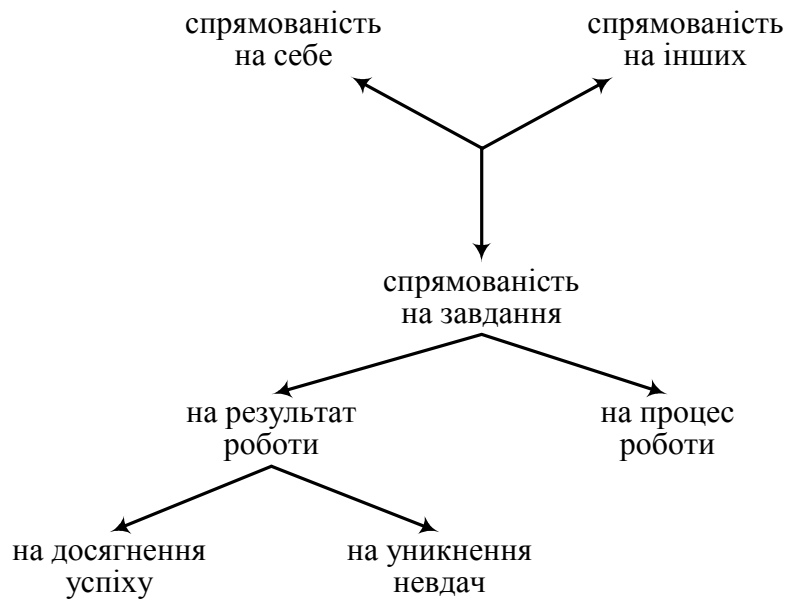 спрямованість
на себе
спрямованість
на інших
спрямованість
на завдання
на результат
роботи
на процес
роботи
на досягнення
успіху
на уникнення
невдач